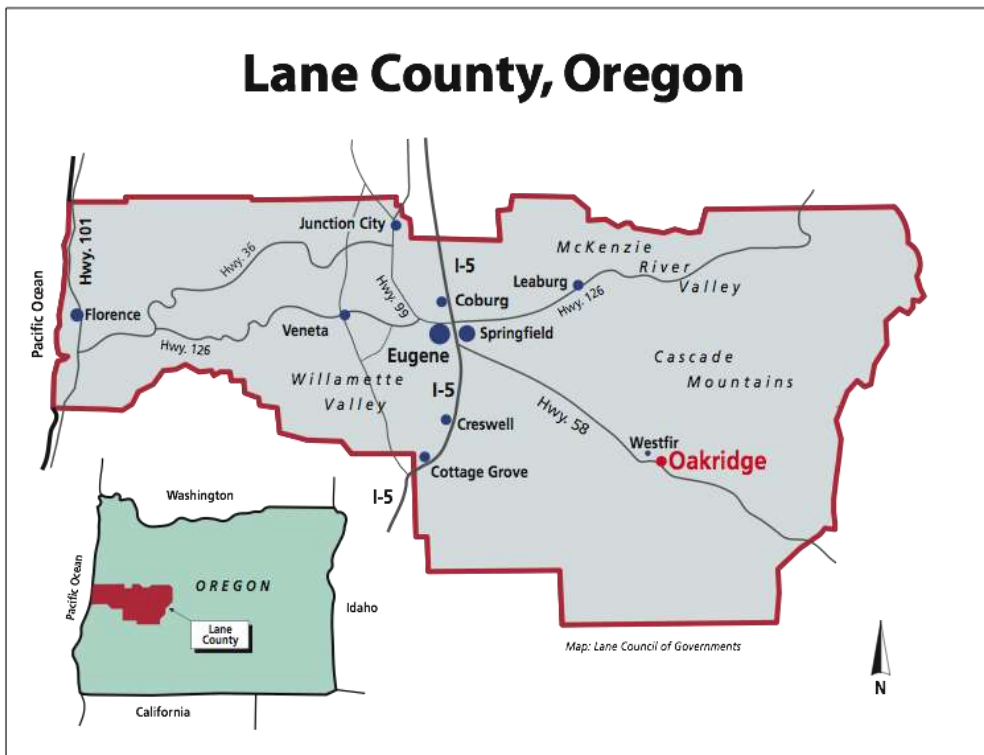 Lane County, Oregon
Pacific Ocean
Hwy. 101
Florence
Hwy. 36
Hwy. 126
Junction City
Veneta
Hwy. 99
I-5
Coburg
Eugene
Springfield
Leaburg
Hwy. 126
McKenzie
River
Valley
Cascade
Mountains
Willamette
Valley
I-5
Creswell
Cottage Grove
I-5
Hwy. 58
Westfir
Oakridge
Washington
Pacific Ocean
OREGON
Idaho
Lane
County
California
Map: Lane Council of Governments
N